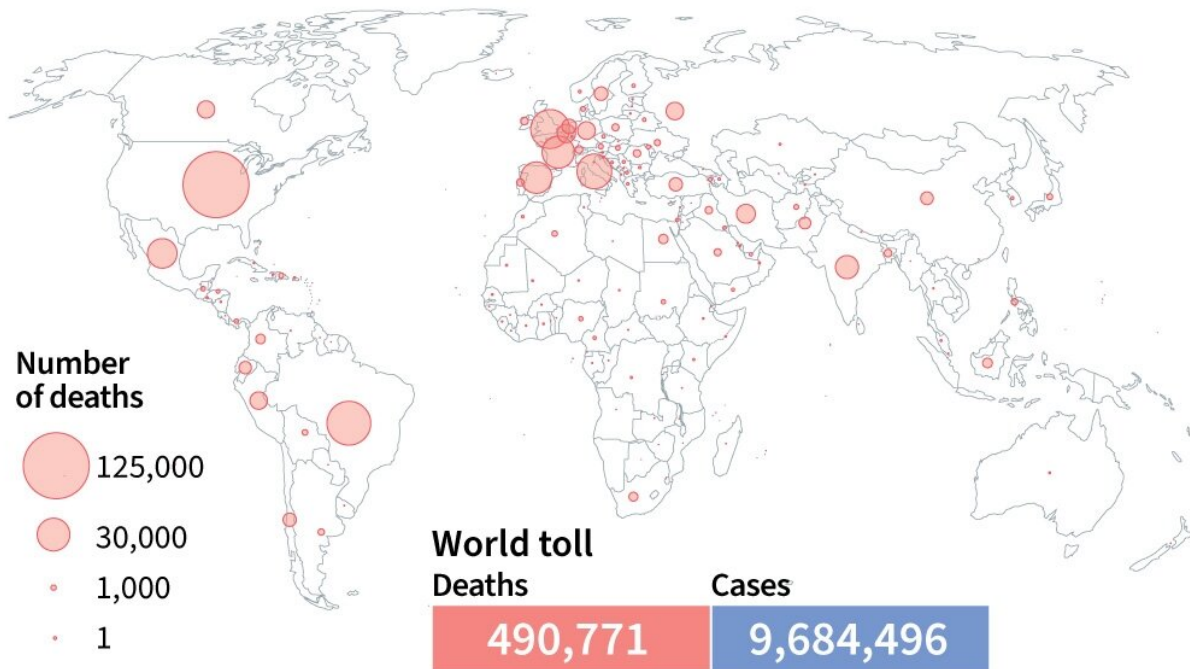 Number
of deaths
125,000
30,000
1,000
1
World toll
Deaths Cases
490,771 9,684,496